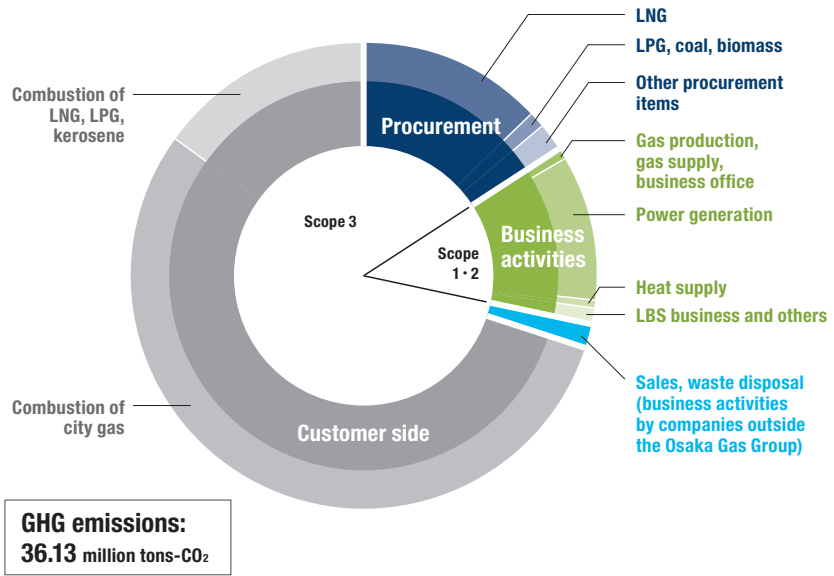 LNG
LPG, coal, biomass
Other procurement
items
Gas production,
gas supply,
business office
Power generation
Heat supply
LBS business and others
Sales, waste disposal
(business activities
by companies outside
the Osaka Gas Group)
Combustion of
LNG, LPG,
kerosene
Combustion of
city gas
Procurement
Business
activities
Customer side
Scope 3
Scope
1・2
GHG emissions:
36.13 million tons-CO₂